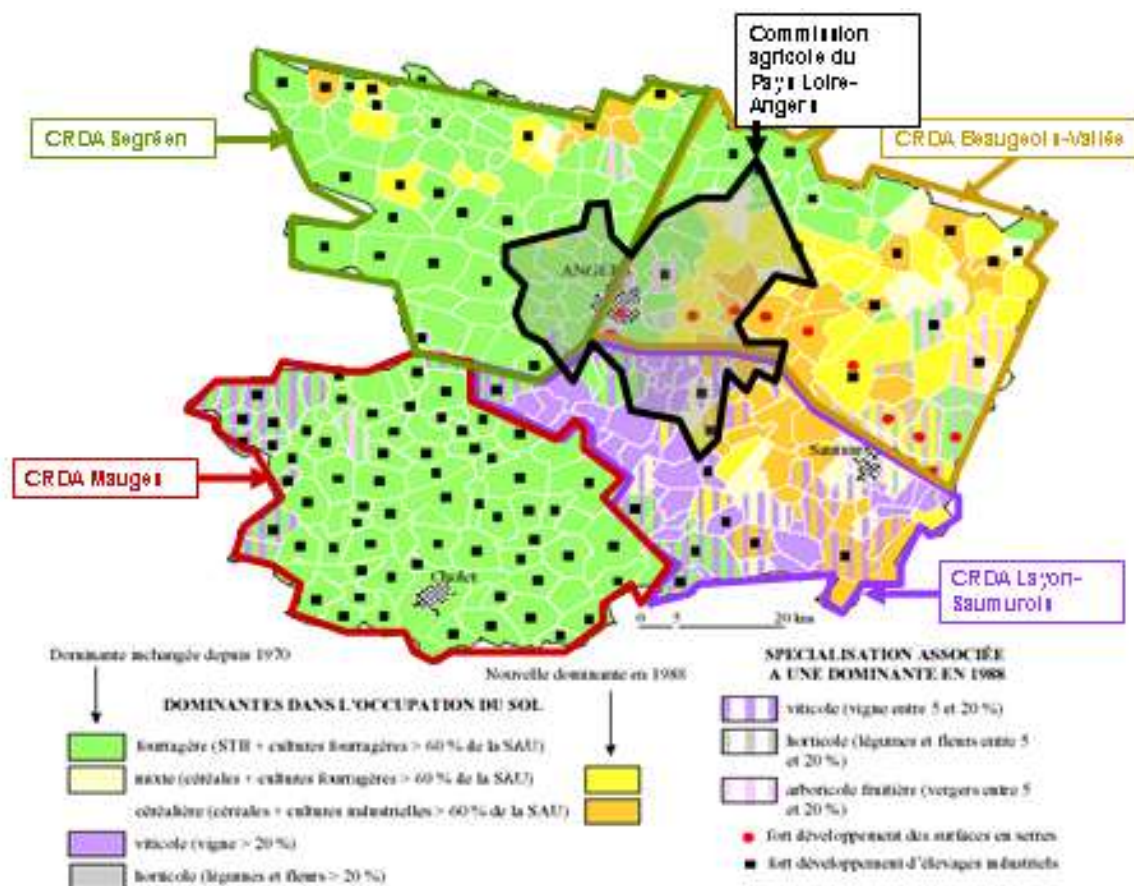 Commission
agricole du
Pays Loire-
Angers
CRDA Segréen
CRDA Beaugeois-Vallée
ANGERS
CRDA Mauges
Saumur
Cholet
CRDA Layon-
Saumurois
0 5 20 km
Dominante inchangée depuis 1970
Nouvelle dominante en 1988
DOMINANTES DANS L'OCCUPATION DU SOL
fourragère (STH + cultures fourragères > 60 % de la SAU)
mixte (céréales + cultures fourragères > 60 % de la SAU)
céréalière (céréales + cultures industrielles > 60 % de la SAU)
viticole (vigne > 20 %)
horticole (légumes et fleurs > 20 %)
SPECIALISATION ASSOCIÉE
A UNE DOMINANTE EN 1988
viticole (vigne entre 5 et 20 %)
horticole (légumes et fleurs entre 5
et 20 %)
arboricole fruitière (vergers entre 5
et 20 %)
fort développement des surfaces en serres
fort développement d'élevages industriels